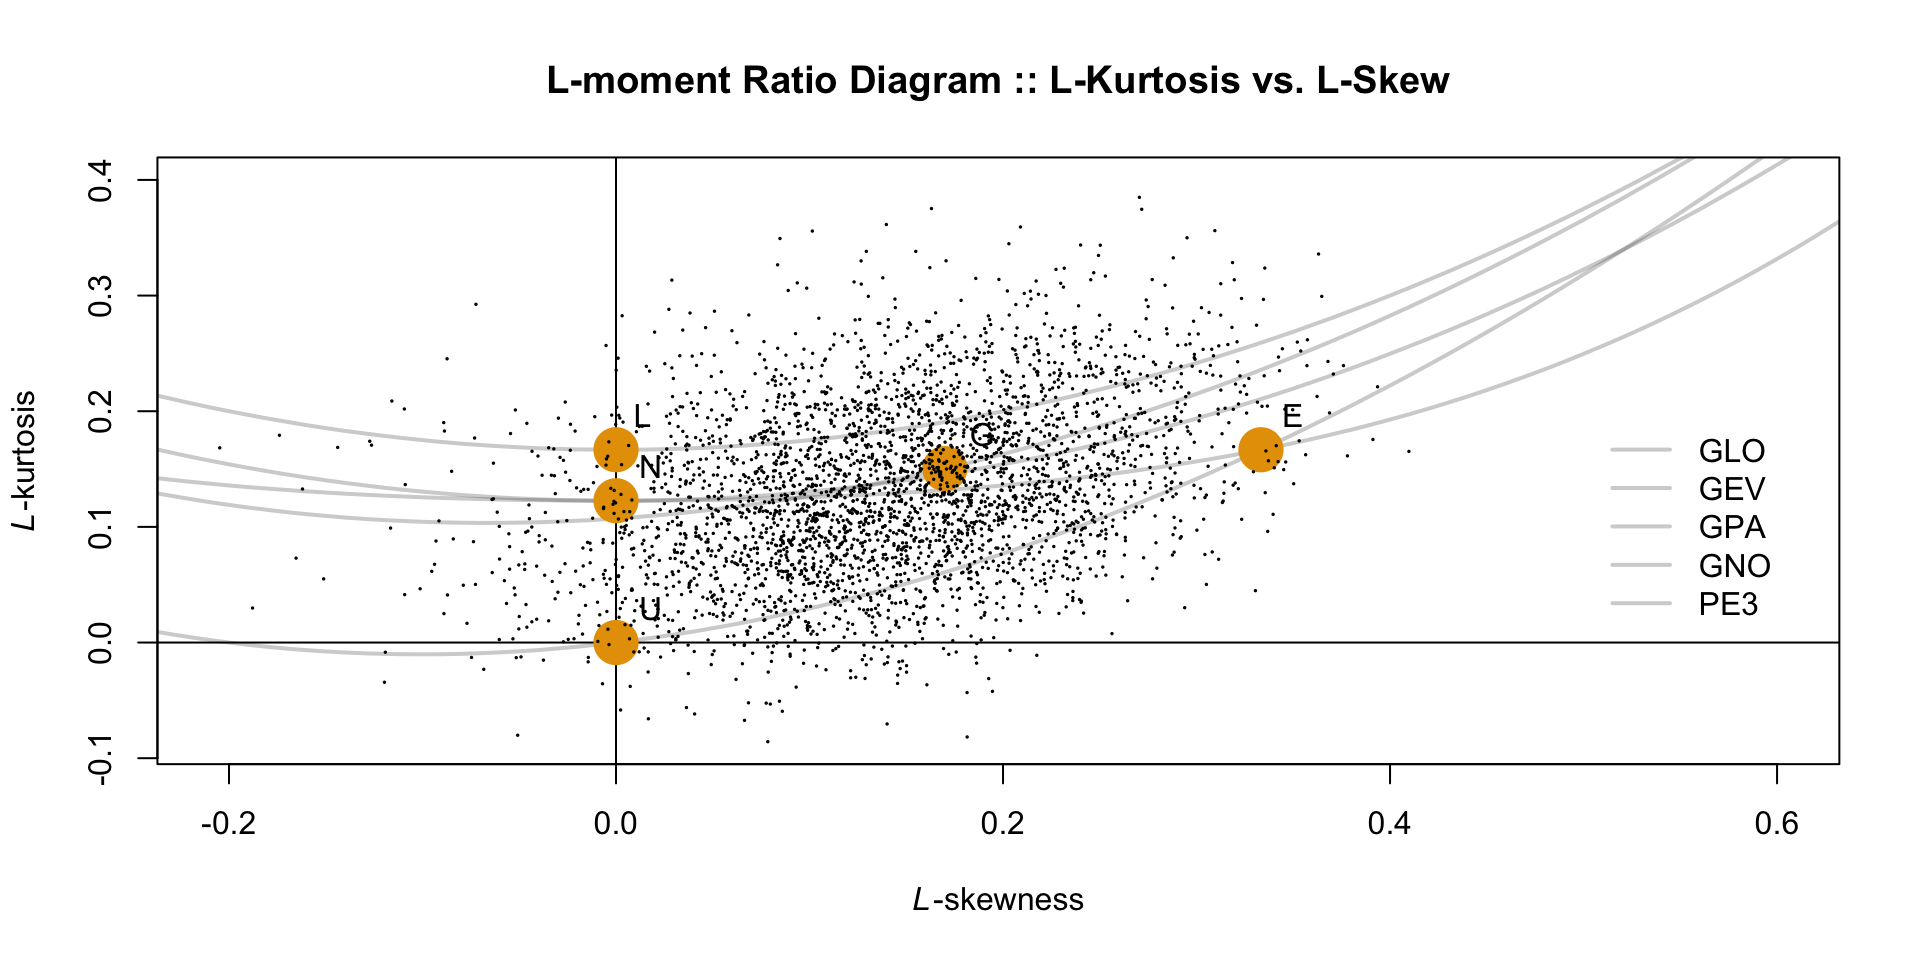 L-moment Ratio Diagram :: L-Kurtosis vs. L-Skew
L-kurtosis
0.4
0.3
0.2
0.1
0.0
-0.1
L
N
G
E
U
GLO
GEV
GPA
GNO
PE3
-0.2
0.0
0.2
0.4
0.6
L-skewness